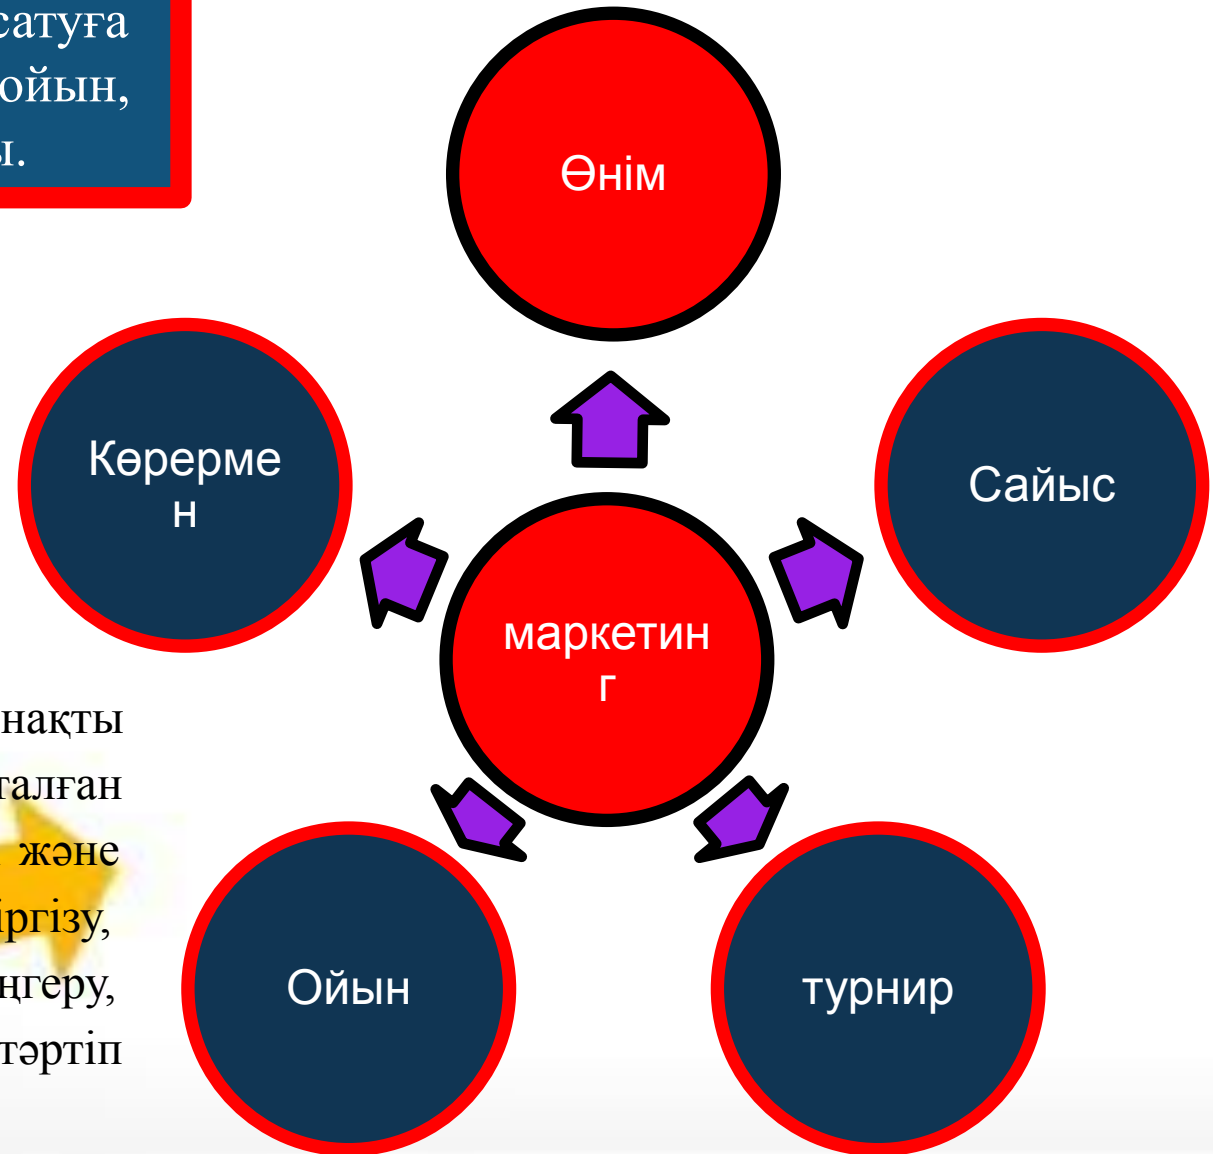 сатуға
ойын,
ы.
Өнім
Көрерме
н
Сайыс
маркетин
г
нақты
талған
және
іргізу,
ңгеру,
тәртіп
Ойын
турнир